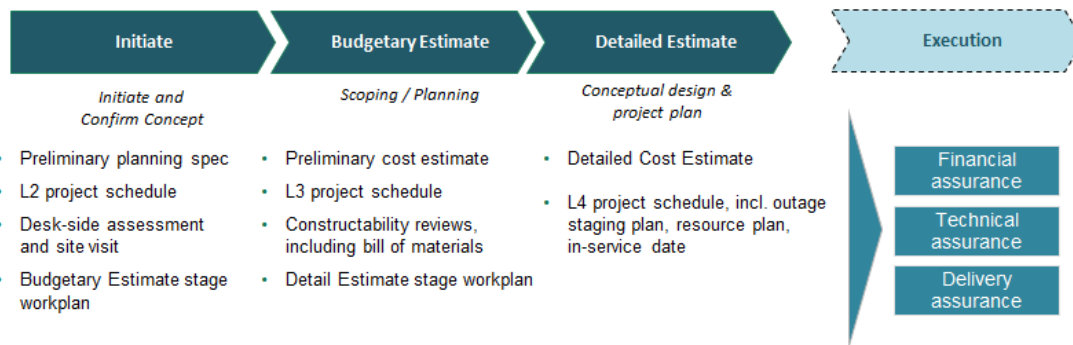 Initiate
Budgetary Estimate
Detailed Estimate
Execution
Initiate and
Confirm Concept
Scoping / Planning
Conceptual design &
project plan
• Preliminary planning spec
• L2 project schedule
• Desk-side assessment
and site visit
• Budgetary Estimate stage
workplan
• Preliminary cost estimate
• L3 project schedule
• Constructability reviews,
including bill of materials
• Detail Estimate stage workplan
• Detailed Cost Estimate
• L4 project schedule, incl. outage
staging plan, resource plan,
in-service date
Financial
assurance
Technical
assurance
Delivery
assurance